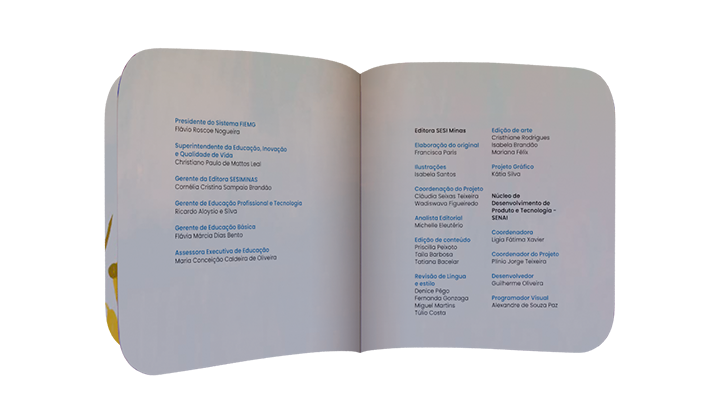 Presidente do Sistema FIEMG
Flávio Roscoe Nogueira
Superintendente da Educação, Inovação
e Qualidade de Vida
Christiano Paulo de Mattos Leal
Gerente da Editora SESIMINAS
Cornélia Cristina Sampaio Brandão
Gerente de Educação Profissional e Tecnologia
Ricardo Aloysio e Silva
Gerente de Educação Básica
Flávia Márcia Dias Bento
Assessora Executiva de Educação
Maria Conceição Caldeira de Oliveira
Editora SESI Minas
Elaboração do original
Francisca Paris
Ilustrações
Isabela Santos
Coordenação do Projeto
Cláudia Seixas Teixeira
Wadiswava Figueiredo
Analista Editorial
Michelle Eleutério
Edição de conteúdo
Priscilla Peixoto
Taila Barbosa
Tatiana Baceiar
Revisão de Língua
e estilo
Denice Pêgo
Fernanda Gonzaga
Miguel Martins
Túlio Costa
Edição de arte
Cristhiane Rodrigues
Isabela Brandão
Mariana Félix
Projeto Gráfico
Kátia Silva
Núcleo de
Desenvolvimento de
Produto e Tecnologia -
SENAI
Coordenadora
Ligia Fátima Xavier
Coordenador do Projeto
Plínio Jorge Teixeira
Desenvolvedor
Guilherme Oliveira
Programador Visual
Alexandre de Souza Paz